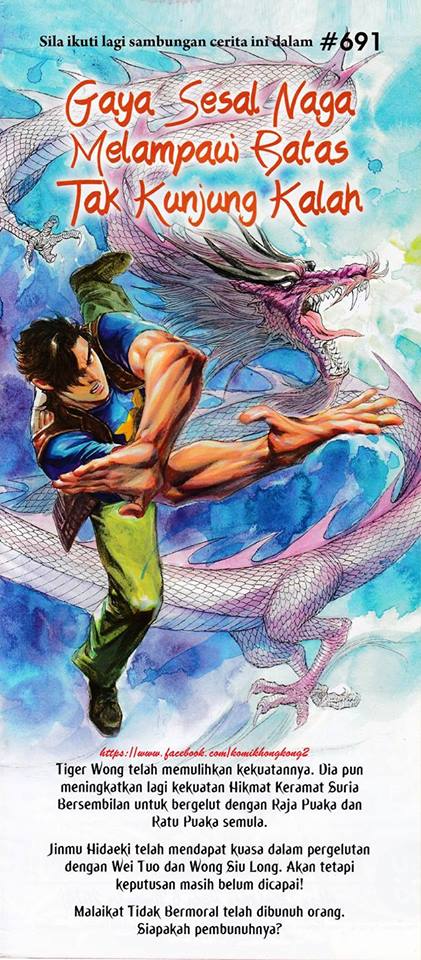 Sila ikuti lagi sambungan cerita ini dalam #691
Gaya Sesal Naga
Melampaui Batas
Tak Kunjung Kalah
https://www.facebook.com/komikhongkong2
Tiger Wong telah memulihkan kekuatannya. Dia pun
meningkatkan lagi kekuatan Hikmat Keramat Suria
Bersembilan untuk bergelut dengan Raja Puaka dan
Ratu Puaka semula.
Jinmu Hidaeki telah mendapat kuasa dalam pergelutan
dengan Wei Tuo dan Wong Siu Long. Akan tetapi
keputusan masih belum dicapai!
Malaikat Tidak Bermoral telah dibunuh orang.
Siapakah pembunuhnya?